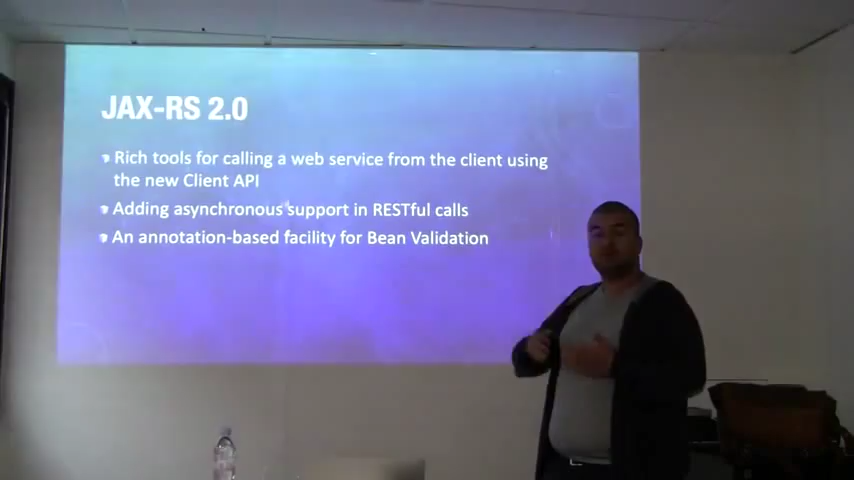 JAX-RS 2.0
Rich tools for calling a web service from the client using
the new Client API
Adding asynchronous support in RESTful calls
An annotation-based facility for Bean Validation